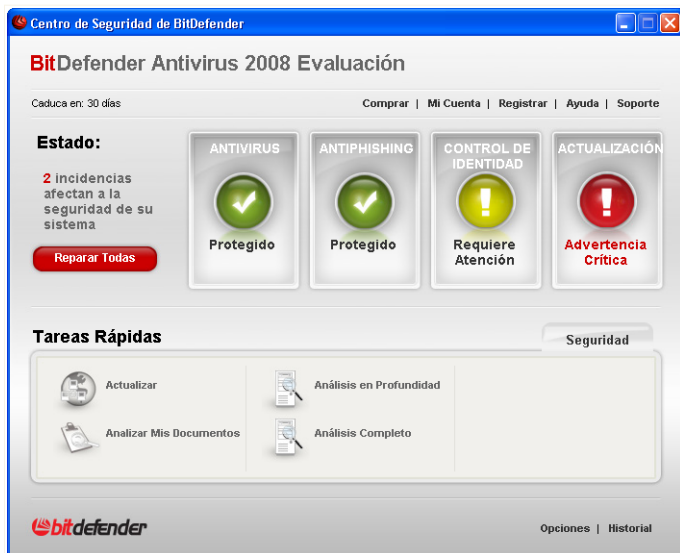 Centro de Seguridad de BitDefender
BitDefender Antivirus 2008 Evaluación
Caduca en: 30 días
Comprar | Mi Cuenta | Registrar | Ayuda | Soporte
Estado:
2 incidencias
afectan a la
seguridad de su
sistema
Reparar Todas
ANTIVIRUS
Protegido
ANTIPHISHING
Protegido
CONTROL DE
IDENTIDAD
Requiere
Atención
ACTUALIZACIÓN
Advertencia
Crítica
Tareas Rápidas
Seguridad
Actualizar
Análisis en Profundidad
Analizar Mis Documentos
Análisis Completo
bitdefender
Opciones | Historial